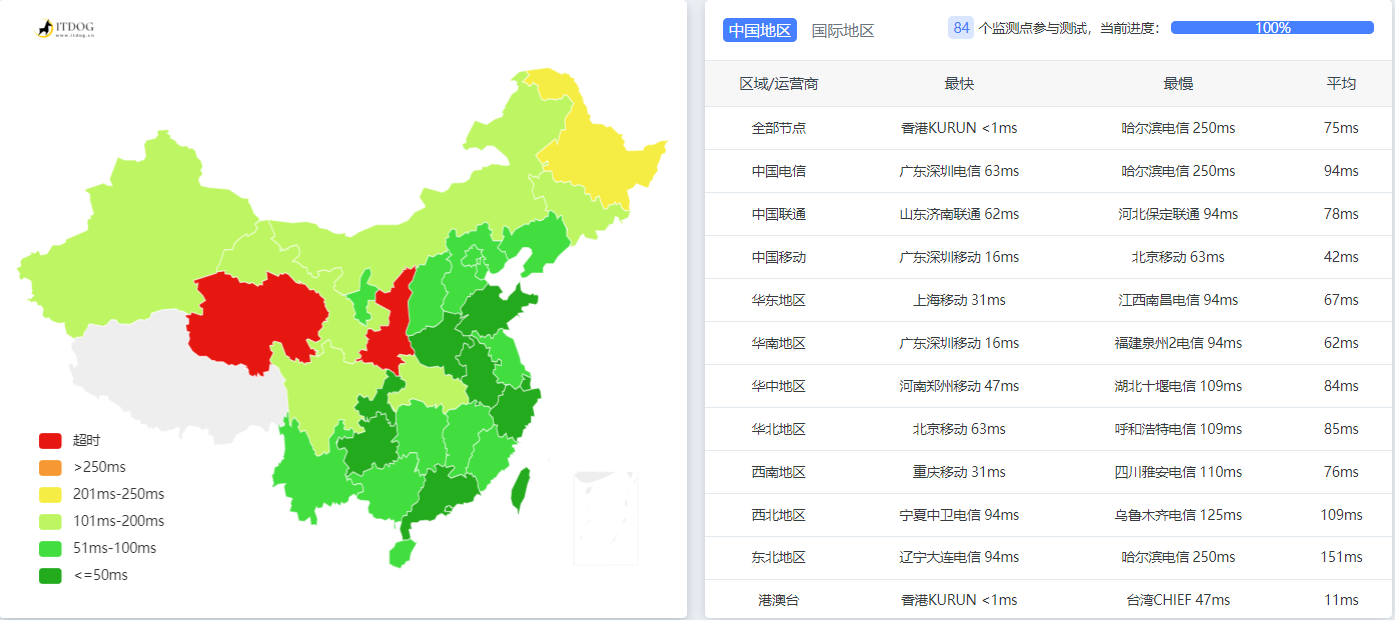 ITDOG
www.itdog.cn
超时
>250ms
201ms-250ms
101ms-200ms
51ms-100ms
<=50ms
中国地区 国际地区 84 个监测点参与测试，当前进度： 100%
区域/运营商 最快 最慢 平均
全部节点 香港KURUN <1ms 哈尔滨电信 250ms 75ms
中国电信 广东深圳电信 63ms 哈尔滨电信 250ms 94ms
中国联通 山东济南联通 62ms 河北保定联通 94ms 78ms
中国移动 广东深圳移动 16ms 北京移动 63ms 42ms
华东地区 上海移动 31ms 江西南昌电信 94ms 67ms
华南地区 广东深圳移动 16ms 福建泉州2电信 94ms 62ms
华中地区 河南郑州移动 47ms 湖北十堰电信 109ms 84ms
华北地区 北京移动 63ms 呼和浩特电信 109ms 85ms
西南地区 重庆移动 31ms 四川雅安电信 110ms 76ms
西北地区 宁夏中卫电信 94ms 乌鲁木齐电信 125ms 109ms
东北地区 辽宁大连电信 94ms 哈尔滨电信 250ms 151ms
港澳台 香港KURUN <1ms 台湾CHIEF 47ms 11ms